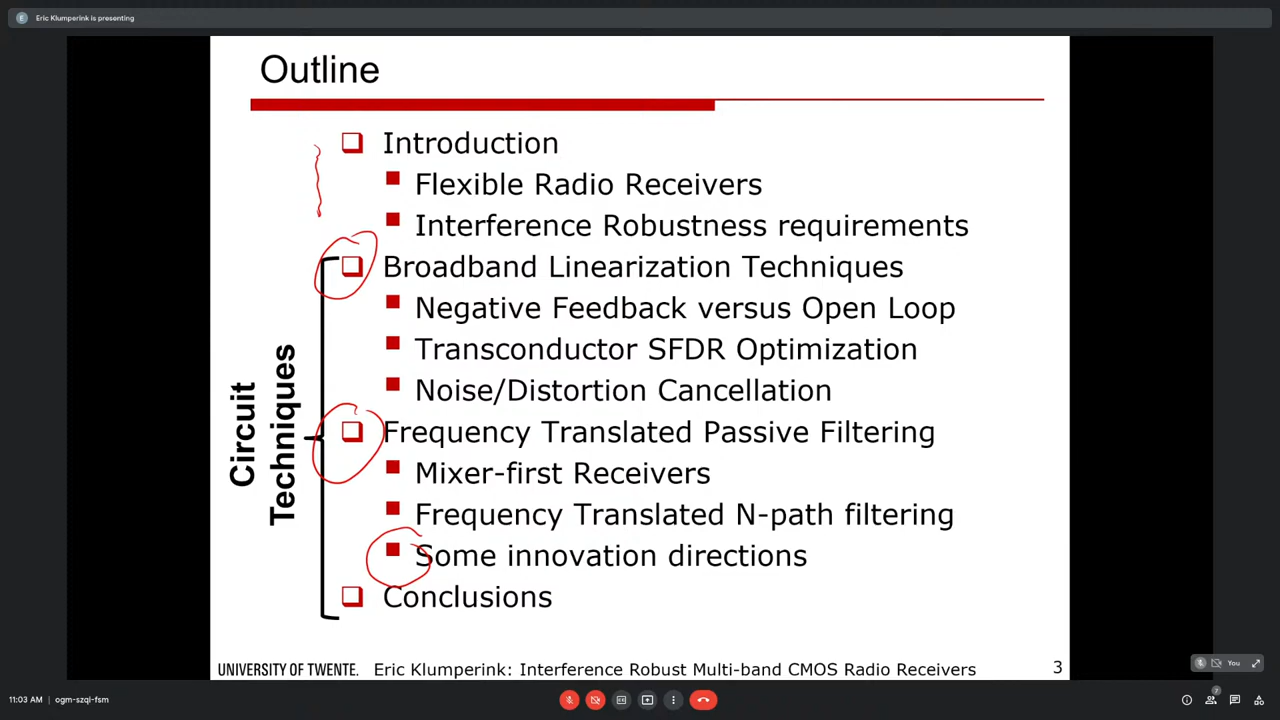 E Eric Klumperink is presenting
Outline
Introduction
Flexible Radio Receivers
Interference Robustness requirements
Broadband Linearization Techniques
Negative Feedback versus Open Loop
Transconductor SFDR Optimization
Noise/Distortion Cancellation
Frequency Translated Passive Filtering
Mixer-first Receivers
Frequency Translated N-path filtering
Some innovation directions
Conclusions
Circuit
Techniques
UNIVERSITY OF TWENTE. Eric Klumperink: Interference Robust Multi-band CMOS Radio Receivers 3
You
11:03 AM | ogm-szql-fsm
7